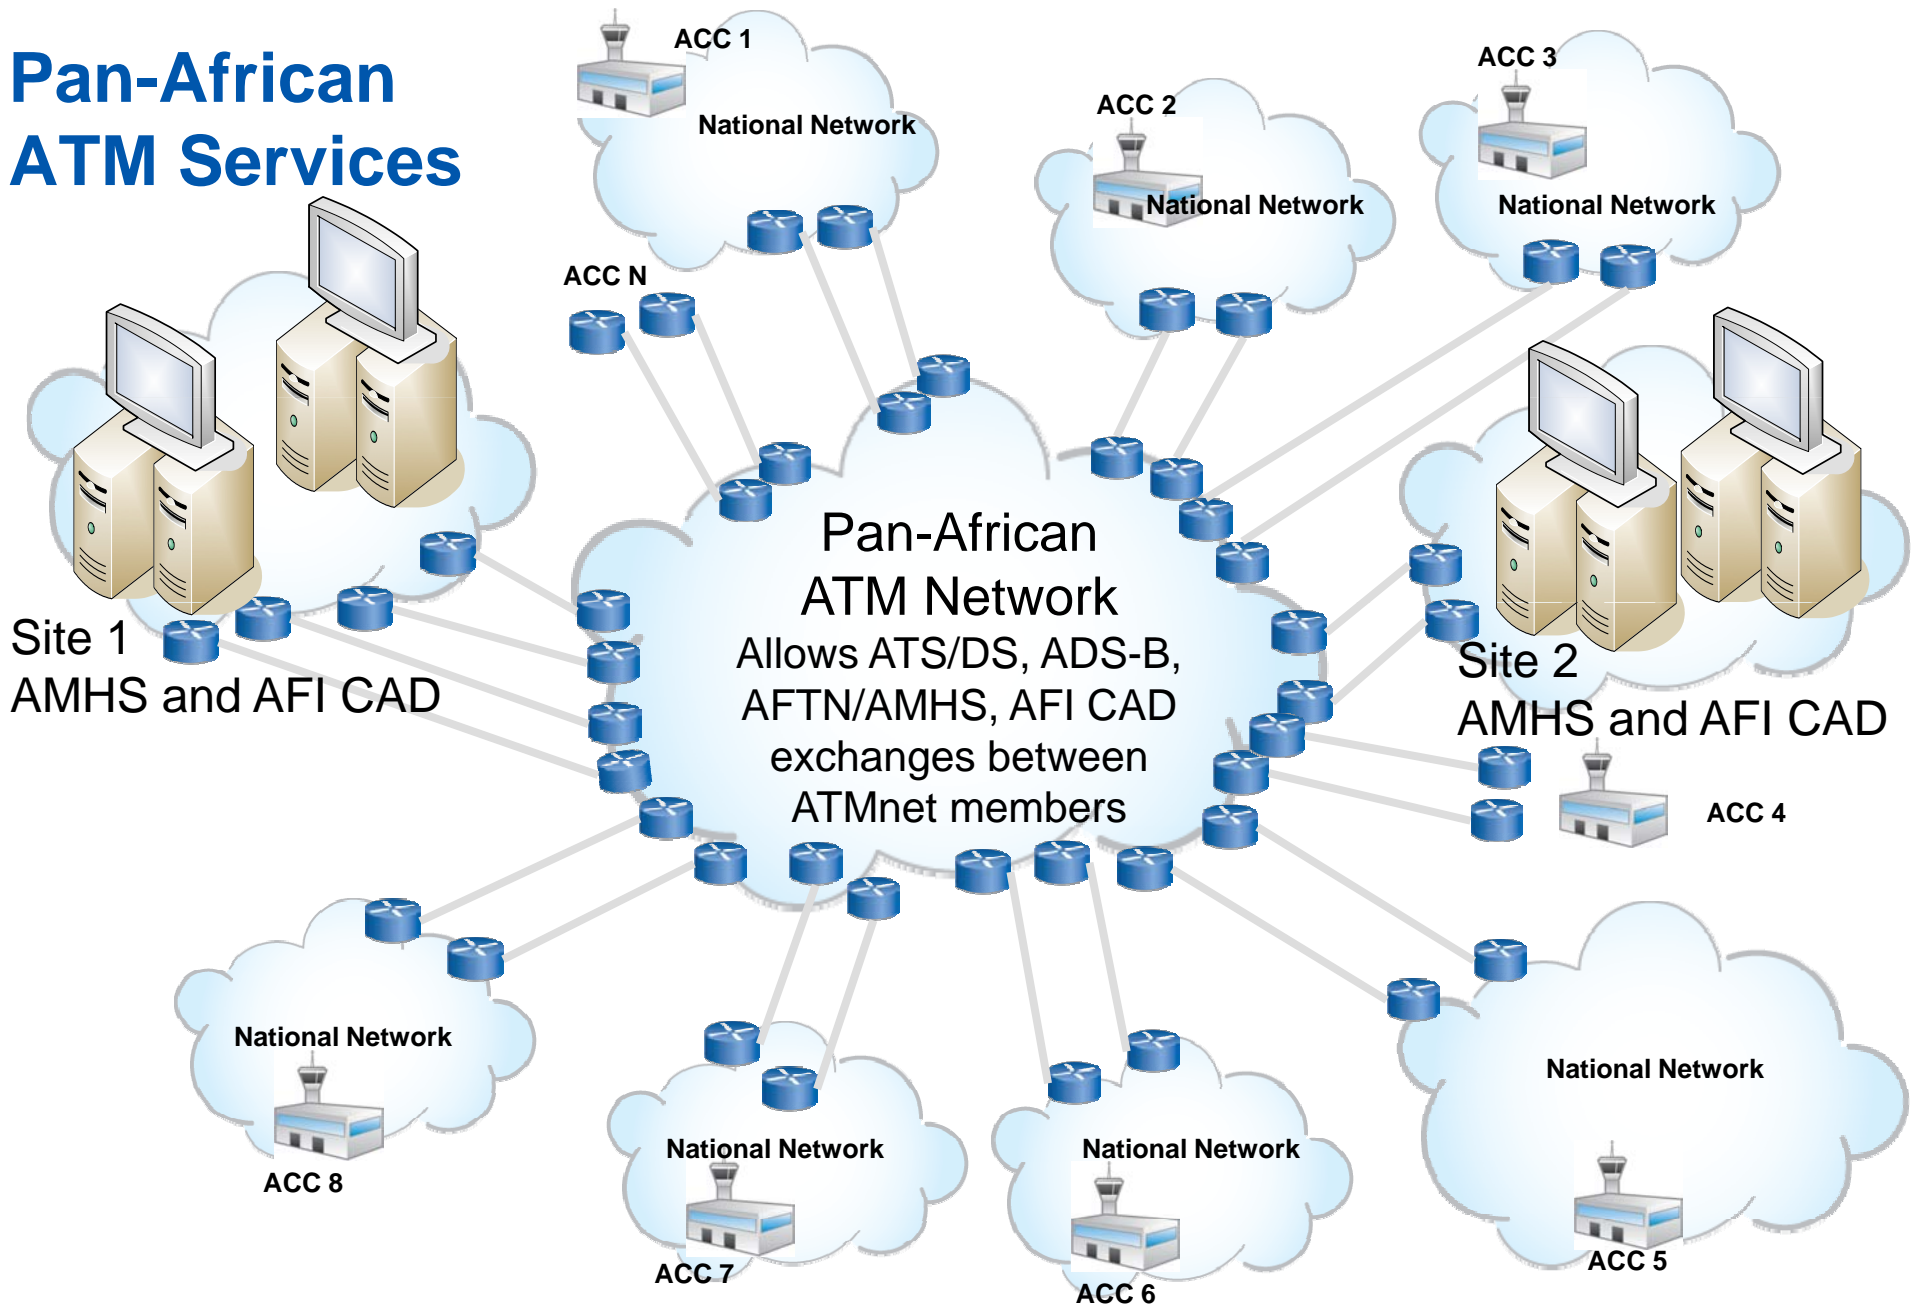 Pan-African
ATM Services
ACC 1
National Network
ACC 2
National Network
ACC 3
National Network
ACC N
Pan-African
ATM Network
Allows ATS/DS, ADS-B,
AFTN/AMHS, AFI CAD
exchanges between
ATMnet members
Site 1
AMHS and AFI CAD
Site 2
AMHS and AFI CAD
ACC 4
National Network
ACC 8
National Network
ACC 7
National Network
ACC 6
National Network
ACC 5